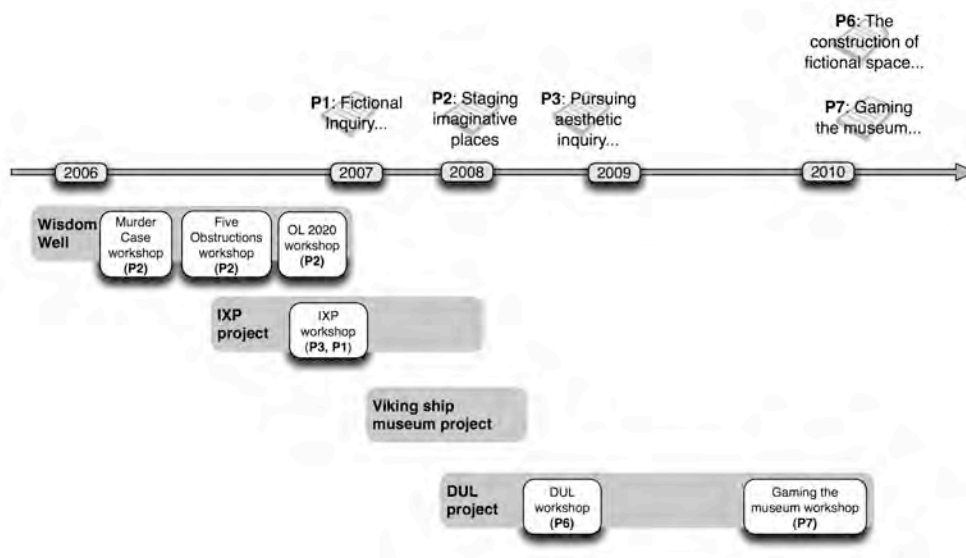 P6: The
construction of
fictional space...
P1: Fictional
Inquiry...
P2: Staging
imaginative
places
P3: Pursuing
aesthetic
inquiry...
P7: Gaming
the museum...
2006
2007
2008
2009
2010
Wisdom
Well
Murder
Case
workshop
(P2)
Five
Obstructions
workshop
(P2)
OL 2020
workshop
(P2)
IXP
project
IXP
workshop
(P3, P1)
Viking ship
museum project
DUL
project
DUL
workshop
(P6)
Gaming the
museum workshop
(P7)